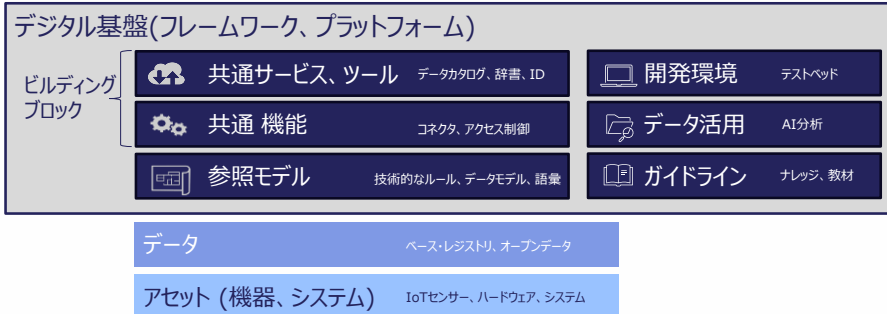 デジタル基盤(フレームワーク、プラットフォーム)
ビルディング
ブロック
共通サービス、ツール データカタログ、辞書、ID
共通 機能 コネクタ、アクセス制御
参照モデル 技術的なルール、データモデル、語彙
開発環境 テストベッド
データ活用 AI分析
ガイドライン ナレッジ、教材
データ ベース・レジストリ、オープンデータ
アセット (機器、システム) IoTセンサー、ハードウェア、システム